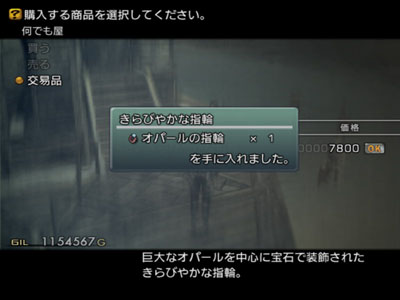 購入する商品を選択してください。
何でも屋
買う
売る
交易品
きらびやかな指輪
オパールの指輪 × 1
を手に入れました。
価格
00007800 OK
GIL 1154567G
巨大なオパールを中心に宝石で装飾された
きらびやかな指輪。